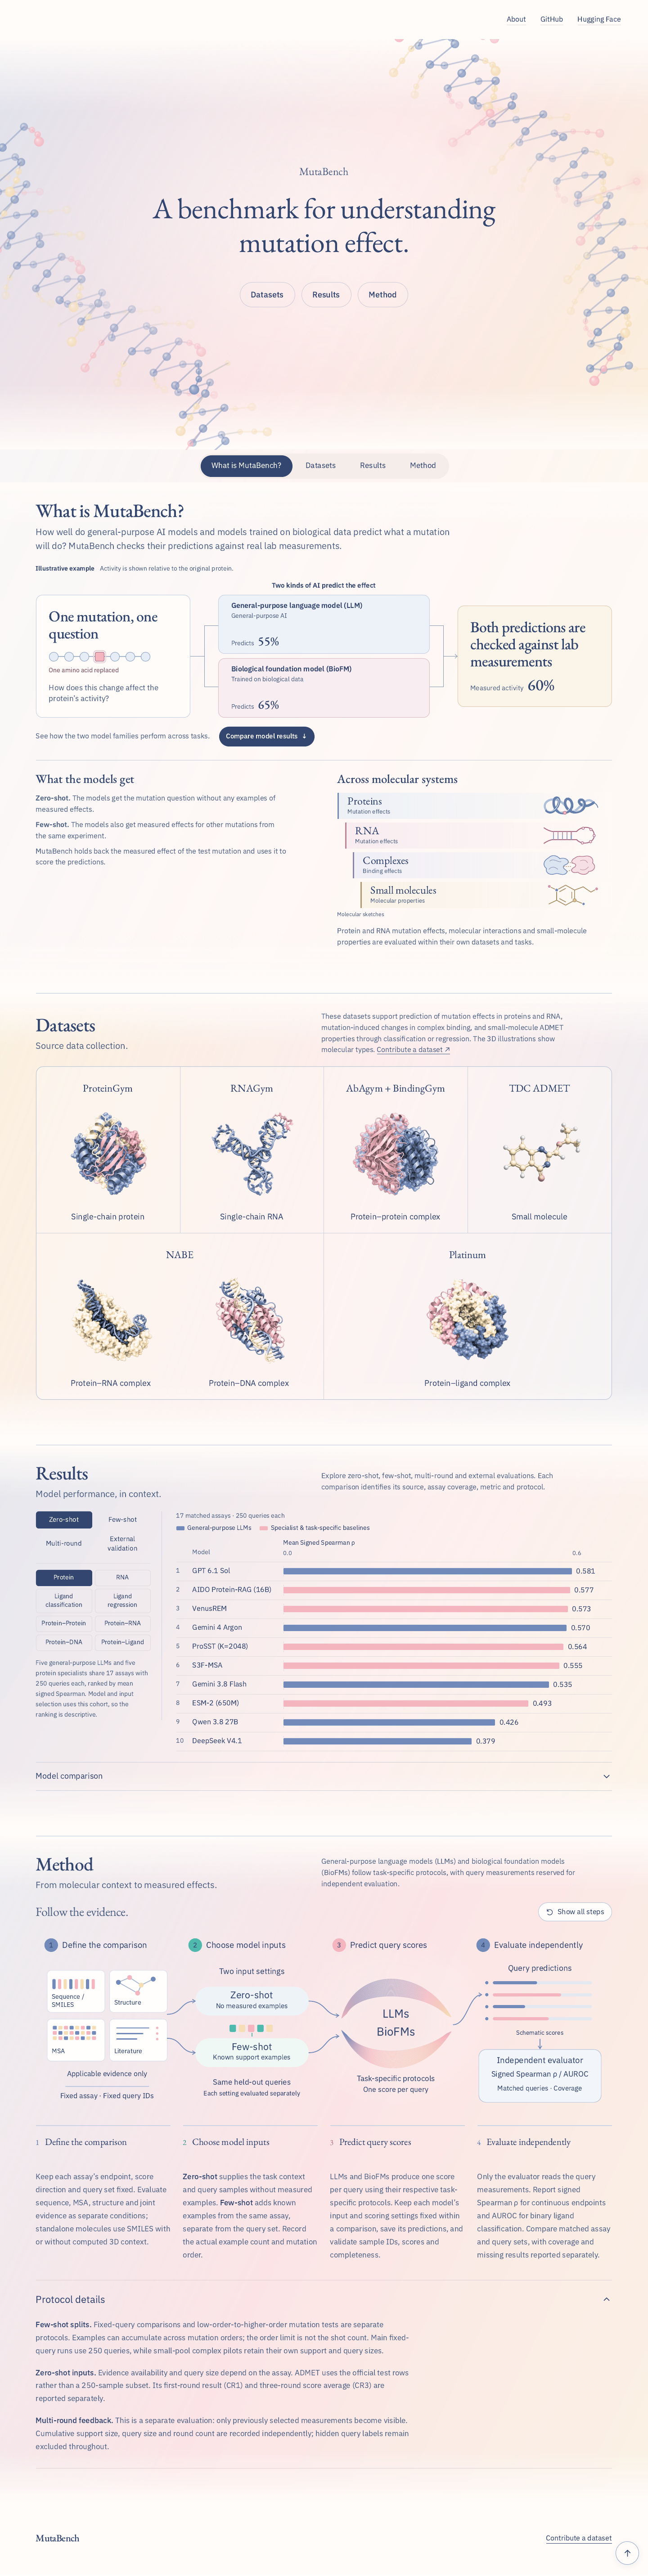 About GitHub Hugging Face
MutaBench
A benchmark for understanding
mutation effect.
Datasets Results Method
What is MutaBench? Datasets Results Method
What is MutaBench?
How well do general-purpose AI models and models trained on biological data predict what a mutation
will do? MutaBench checks their predictions against real lab measurements.
Illustrative example Activity is shown relative to the original protein.
Two kinds of AI predict the effect
One mutation, one
question
One amino acid replaced
How does this change affect the
protein's activity?
General-purpose language model (LLM)
General-purpose AI
Predicts 55%
Biological foundation model (BioFM)
Trained on biological data
Predicts 65%
Both predictions are
checked against lab
measurements
Measured activity 60%
See how the two model families perform across tasks. Compare model results ↓
What the models get
Zero-shot. The models get the mutation question without any examples of
measured effects.
Few-shot. The models also get measured effects for other mutations from
the same experiment.
MutaBench holds back the measured effect of the test mutation and uses it to
score the predictions.
Across molecular systems
Proteins
Mutation effects
RNA
Mutation effects
Complexes
Binding effects
Small molecules
Molecular properties
Molecular sketches
Protein and RNA mutation effects, molecular interactions and small-molecule
properties are evaluated within their own datasets and tasks.
Datasets
Source data collection.
These datasets support prediction of mutation effects in proteins and RNA,
mutation-induced changes in complex binding, and small-molecule ADMET
properties through classification or regression. The 3D illustrations show
molecular types. Contribute a dataset ↗
ProteinGym
Single-chain protein
RNAGym
Single-chain RNA
AbAgym + BindingGym
Protein–protein complex
TDC ADMET
Small molecule
NABE
Protein–RNA complex
Protein–DNA complex
Platinum
Protein–ligand complex
Results
Model performance, in context.
Explore zero-shot, few-shot, multi-round and external evaluations. Each
comparison identifies its source, assay coverage, metric and protocol.
Zero-shot Few-shot
Multi-round External
validation
Protein RNA
Ligand
classification
Ligand
regression
Protein–Protein Protein–RNA
Protein–DNA Protein–Ligand
Five general-purpose LLMs and five
protein specialists share 17 assays with
250 queries each, ranked by mean
signed Spearman. Model and input
selection uses this cohort, so the
ranking is descriptive.
17 matched assays · 250 queries each
General-purpose LLMs Specialist & task-specific baselines
Model
Mean Signed Spearman ρ
0.0 0.6
1 GPT 6.1 Sol 0.581
2 AIDO Protein-RAG (16B) 0.577
3 VenusREM 0.573
4 Gemini 4 Argon 0.570
5 ProSST (K=2048) 0.564
6 S3F-MSA 0.555
7 Gemini 3.8 Flash 0.535
8 ESM-2 (650M) 0.493
9 Qwen 3.8 27B 0.426
10 DeepSeek V4.1 0.379
Model comparison
Method
From molecular context to measured effects.
General-purpose language models (LLMs) and biological foundation models
(BioFMs) follow task-specific protocols, with query measurements reserved for
independent evaluation.
Follow the evidence.
Show all steps
1 Define the comparison
2 Choose model inputs
3 Predict query scores
4 Evaluate independently
Sequence /
SMILES
Structure
MSA
Literature
Applicable evidence only
Fixed assay · Fixed query IDs
Two input settings
Zero-shot
No measured examples
Few-shot
Known support examples
Same held-out queries
Each setting evaluated separately
LLMs
BioFMs
Task-specific protocols
One score per query
Query predictions
Schematic scores
Independent evaluator
Signed Spearman ρ / AUROC
Matched queries · Coverage
1 Define the comparison
Keep each assay's endpoint, score
direction and query set fixed. Evaluate
sequence, MSA, structure and joint
evidence as separate conditions;
standalone molecules use SMILES with
or without computed 3D context.
2 Choose model inputs
Zero-shot supplies the task context
and query samples without measured
examples. Few-shot adds known
examples from the same assay,
separate from the query set. Record
the actual example count and mutation
order.
3 Predict query scores
LLMs and BioFMs produce one score
per query using their respective task-
specific protocols. Keep each model's
input and scoring settings fixed within
a comparison, save its predictions, and
validate sample IDs, scores and
completeness.
4 Evaluate independently
Only the evaluator reads the query
measurements. Report signed
Spearman ρ for continuous endpoints
and AUROC for binary ligand
classification. Compare matched assay
and query sets, with coverage and
missing results reported separately.
Protocol details
Few-shot splits. Fixed-query comparisons and low-order-to-higher-order mutation tests are separate
protocols. Examples can accumulate across mutation orders; the order limit is not the shot count. Main fixed-
query runs use 250 queries, while small-pool complex pilots retain their own support and query sizes.
Zero-shot inputs. Evidence availability and query size depend on the assay. ADMET uses the official test rows
rather than a 250-sample subset. Its first-round result (CR1) and three-round score average (CR3) are
reported separately.
Multi-round feedback. This is a separate evaluation: only previously selected measurements become visible.
Cumulative support size, query size and round count are recorded independently; hidden query labels remain
excluded throughout.
MutaBench
Contribute a dataset